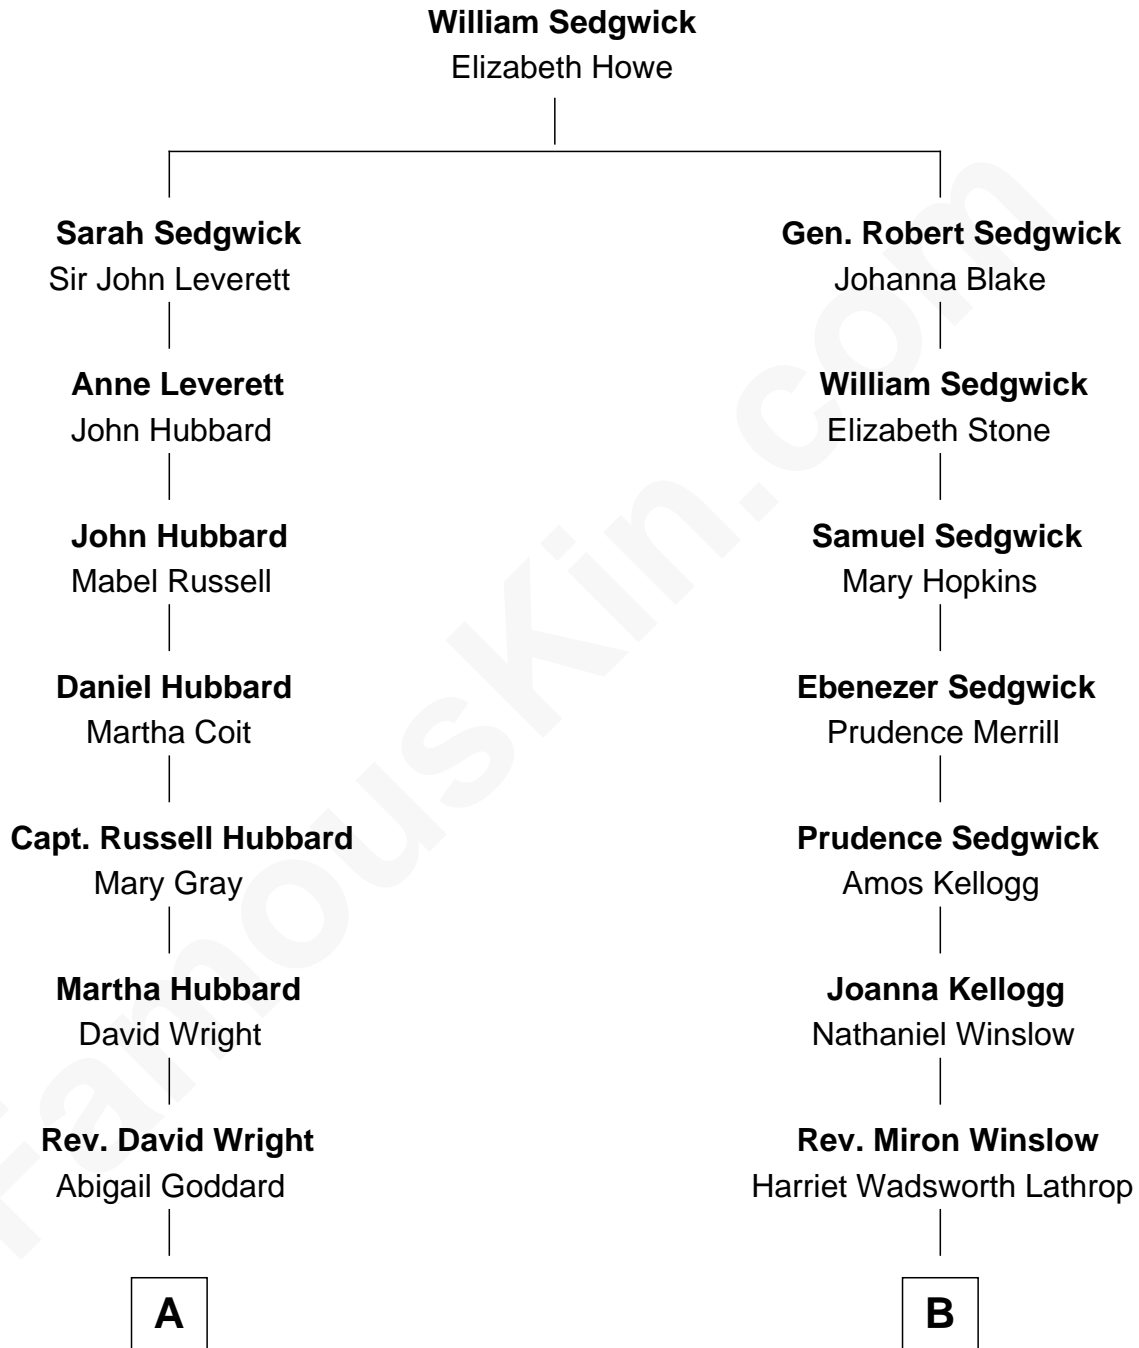 William Sedgwick
Elizabeth Howe
Sarah Sedgwick
Sir John Leverett
Gen. Robert Sedgwick
Johanna Blake
Anne Leverett
John Hubbard
William Sedgwick
Elizabeth Stone
John Hubbard
Mabel Russell
Samuel Sedgwick
Mary Hopkins
Daniel Hubbard
Martha Coit
Ebenezer Sedgwick
Prudence Merrill
Capt. Russell Hubbard
Mary Gray
Prudence Sedgwick
Amos Kellogg
Martha Hubbard
David Wright
Joanna Kellogg
Nathaniel Winslow
Rev. David Wright
Abigail Goddard
Rev. Miron Winslow
Harriet Wadsworth Lathrop
A
B
FamousKin.com